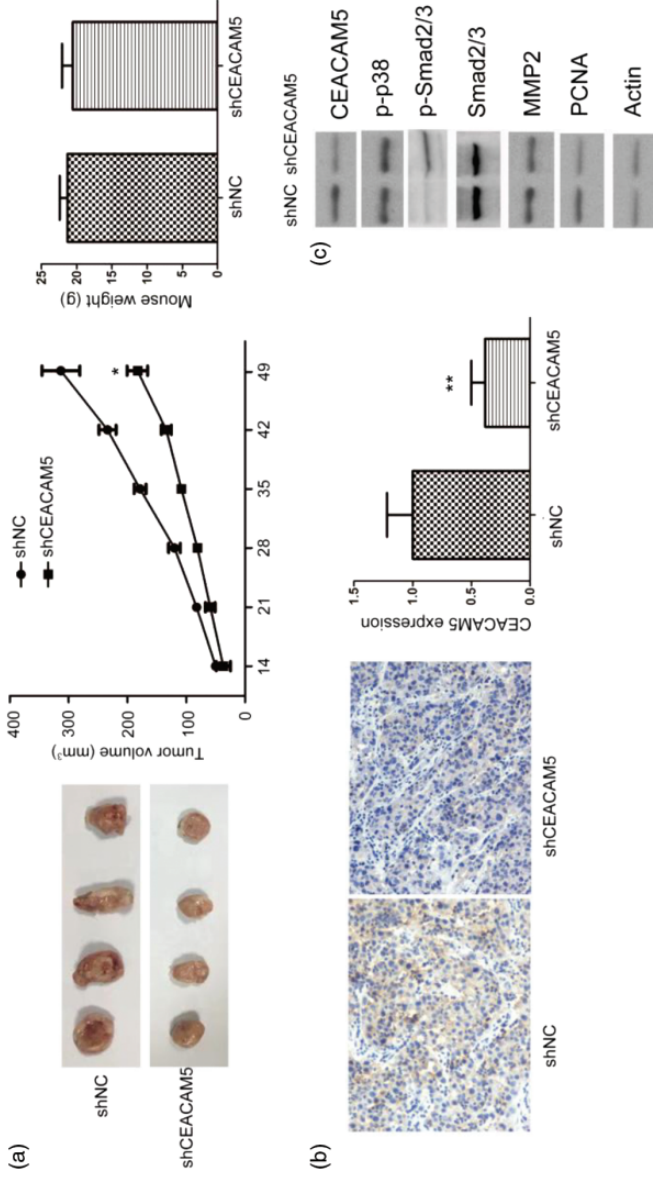 (a)
shNC
shCEACAM5
Tumor volume (mm³)
400
300
200
100
0
14
21
28
35
42
49
shNC
shCEACAM5
*
Mouse weight (g)
25
20
15
10
5
0
shNC
shCEACAM5
(b)
shNC
shCEACAM5
CEACAM5 expression
1.5
1.0
0.5
0.0
**
shNC
shCEACAM5
(c)
shNC shCEACAM5
CEACAM5
p-p38
p-Smad2/3
Smad2/3
MMP2
PCNA
Actin